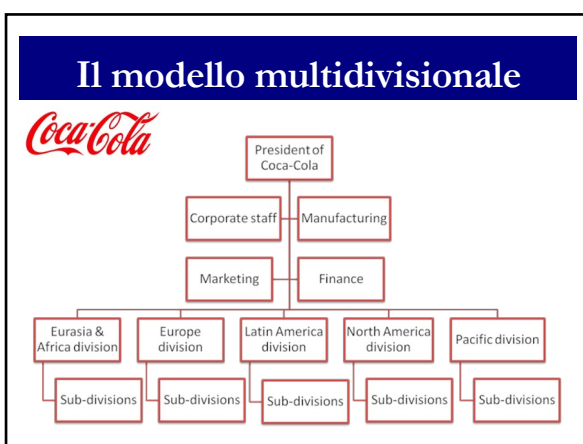 Il modello multidivisionale
Coca-Cola
President of
Coca-Cola
Corporate staff
Manufacturing
Marketing
Finance
Eurasia &
Africa division
Europe
division
Latin America
division
North America
division
Pacific division
Sub-divisions
Sub-divisions
Sub-divisions
Sub-divisions
Sub-divisions